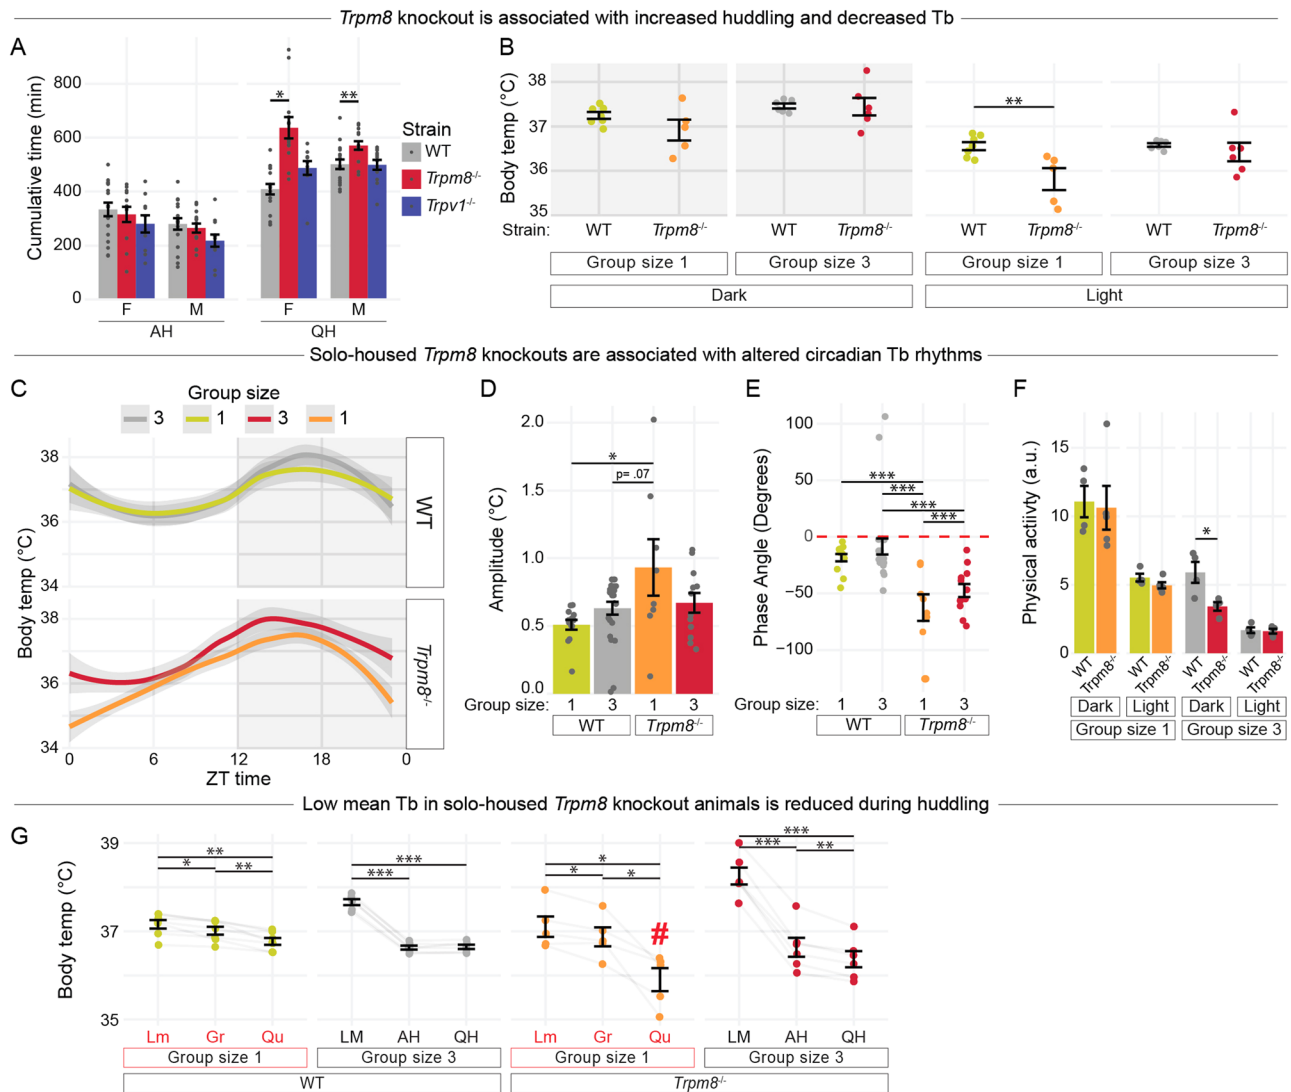 Trpm8 knockout is associated with increased huddling and decreased Tb
A
Cumulative time (min)
800
600
400
200
0
*
**
F
M
F
M
AH
QH
Strain
WT
Trpm8-/-
Trpv1-/-
B
Body temp (°C)
38
37
36
35
**
Strain:
WT
Trpm8-/-
WT
Trpm8-/-
WT
Trpm8-/-
WT
Trpm8-/-
Group size 1
Group size 3
Group size 1
Group size 3
Dark
Light
Solo-housed Trpm8 knockouts are associated with altered circadian Tb rhythms
C
Group size
3
1
3
1
Body temp (°C)
38
36
34
WT
38
36
34
Trpm8-/-
0
6
12
18
0
ZT time
D
Amplitude (°C)
2.0
1.5
1.0
0.5
0.0
*
p= .07
Group size:
1
3
1
3
WT
Trpm8-/-
E
Phase Angle (Degrees)
100
50
0
−50
−100
***
***
***
***
Group size:
1
3
1
3
WT
Trpm8-/-
F
Physical activity (a.u.)
15
10
5
0
*
WT
Trpm8-/-
WT
Trpm8-/-
WT
Trpm8-/-
WT
Trpm8-/-
Dark
Light
Dark
Light
Group size 1
Group size 3
Low mean Tb in solo-housed Trpm8 knockout animals is reduced during huddling
G
Body temp (°C)
39
37
35
**
*
**
***
***
*
*
*
#
***
***
**
Lm
Gr
Qu
LM
AH
QH
Lm
Gr
Qu
LM
AH
QH
Group size 1
Group size 3
Group size 1
Group size 3
WT
Trpm8-/-